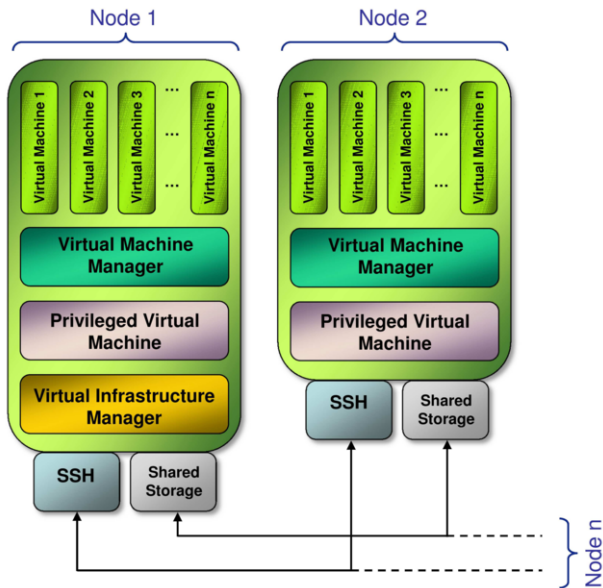 Node 1
Node 2
Virtual Machine 1
Virtual Machine 2
Virtual Machine 3
...
...
...
Virtual Machine n
Virtual Machine
Manager
Privileged Virtual
Machine
Virtual Infrastructure
Manager
SSH
Shared
Storage
Virtual Machine 1
Virtual Machine 2
Virtual Machine 3
...
...
...
Virtual Machine n
Virtual Machine
Manager
Privileged Virtual
Machine
SSH
Shared
Storage
Node n